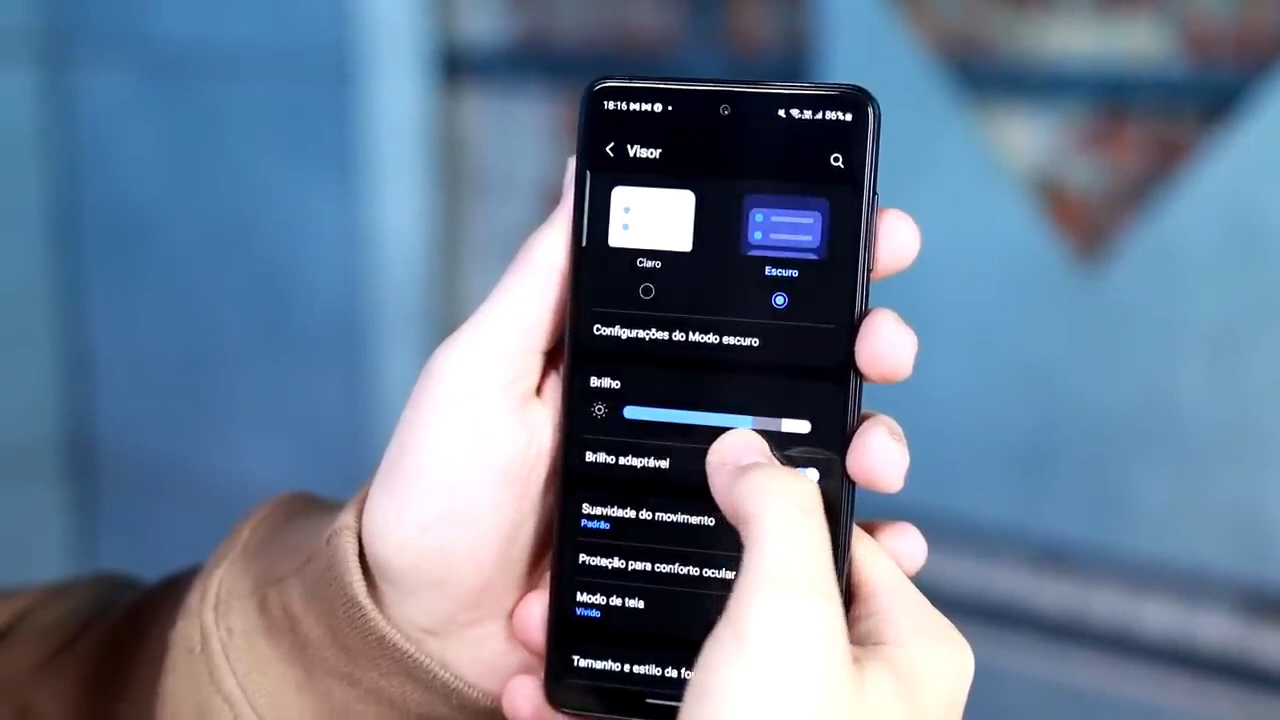 18:16
86%
Visor
Claro
Escuro
Configurações do Modo escuro
Brilho
Brilho adaptável
Suavidade do movimento
Padrão
Proteção para conforto ocular
Modo de tela
Vívido
Tamanho e estilo da fo